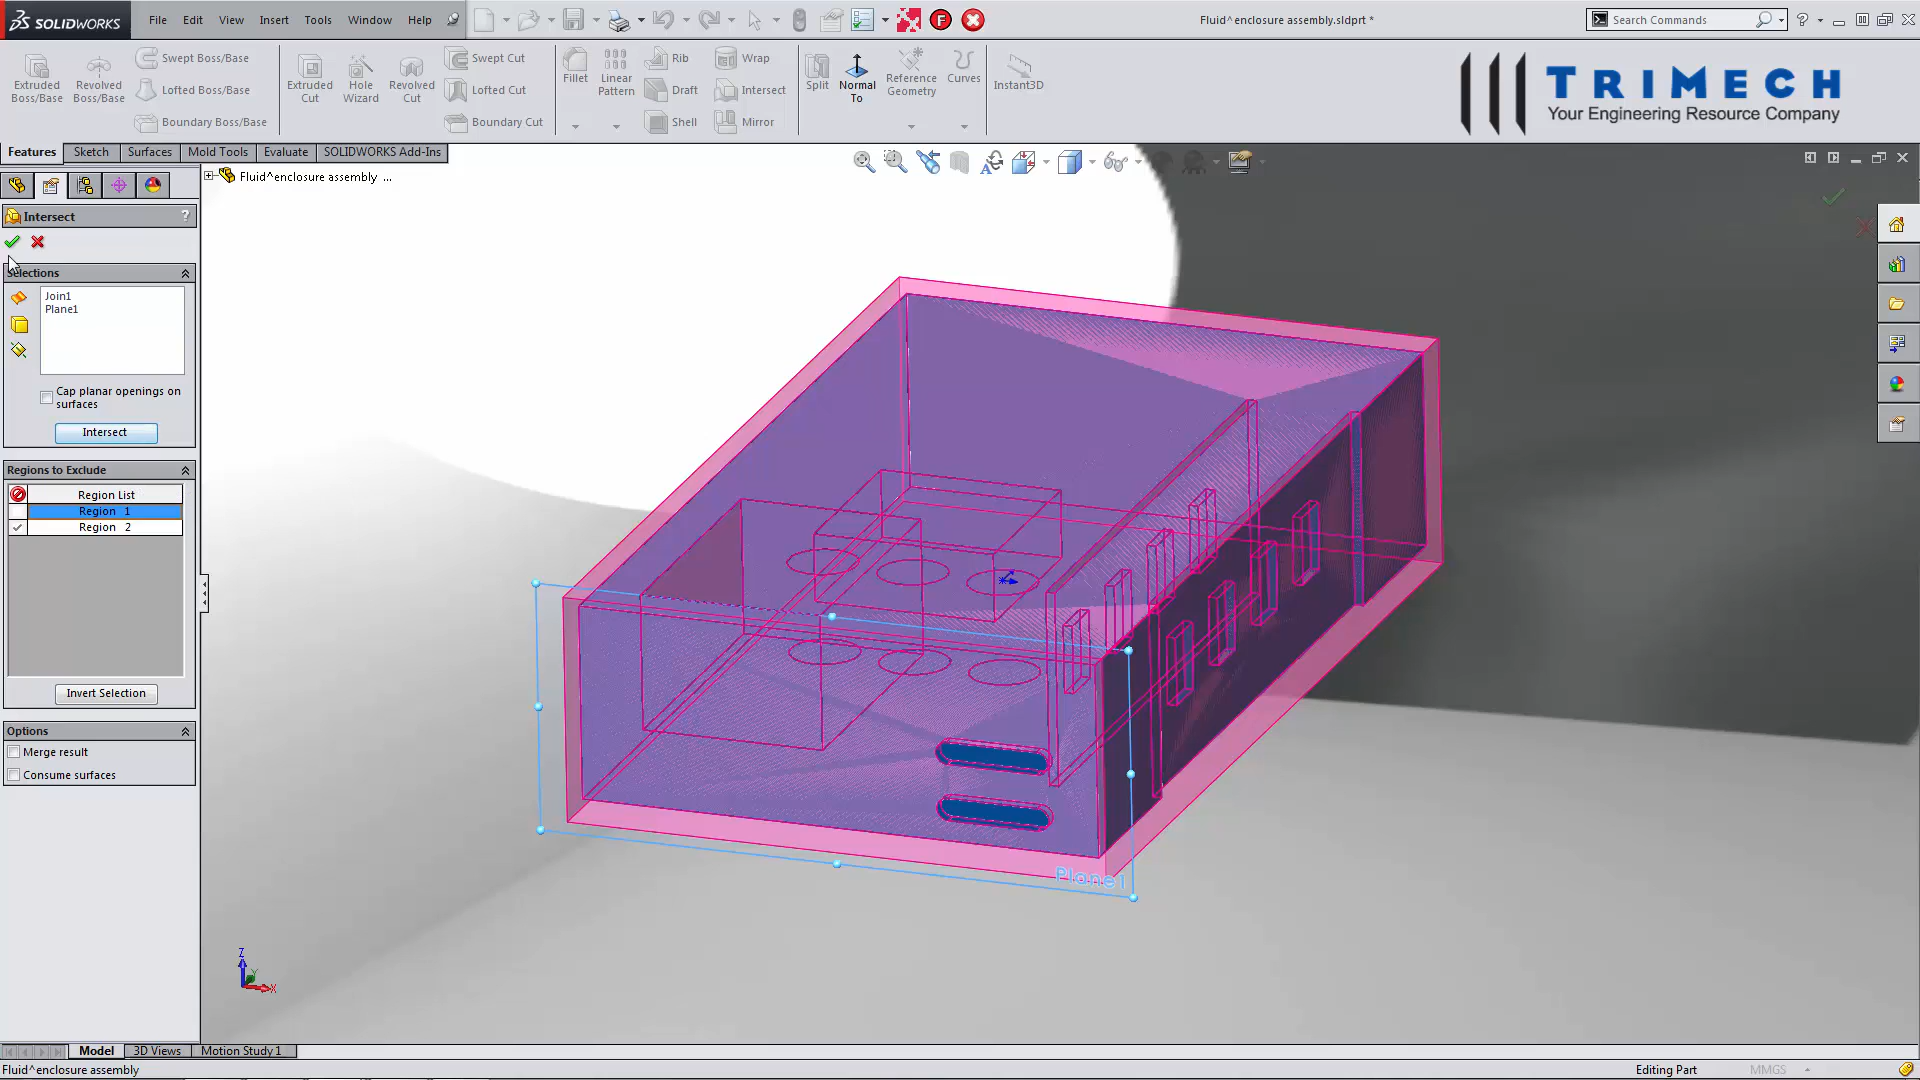 SOLIDWORKS
File Edit View Insert Tools Window Help
Fluid^enclosure assembly.sldprt *
Search Commands
Extruded Boss/Base
Revolved Boss/Base
Swept Boss/Base
Lofted Boss/Base
Boundary Boss/Base
Extruded Cut
Hole Wizard
Revolved Cut
Swept Cut
Lofted Cut
Boundary Cut
Fillet
Linear Pattern
Rib
Draft
Shell
Wrap
Intersect
Mirror
Split
Normal To
Reference Geometry
Curves
Instant3D
TRIMECH
Your Engineering Resource Company
Features Sketch Surfaces Mold Tools Evaluate SOLIDWORKS Add-Ins
Fluid^enclosure assembly ...
Intersect
?
Selections
Join1
Plane1
Cap planar openings on
surfaces
Intersect
Regions to Exclude
Region List
Region 1
Region 2
Invert Selection
Options
Merge result
Consume surfaces
Plane1
Z
Y
X
Model 3D Views Motion Study 1
Fluid^enclosure assembly
Editing Part
MMGS